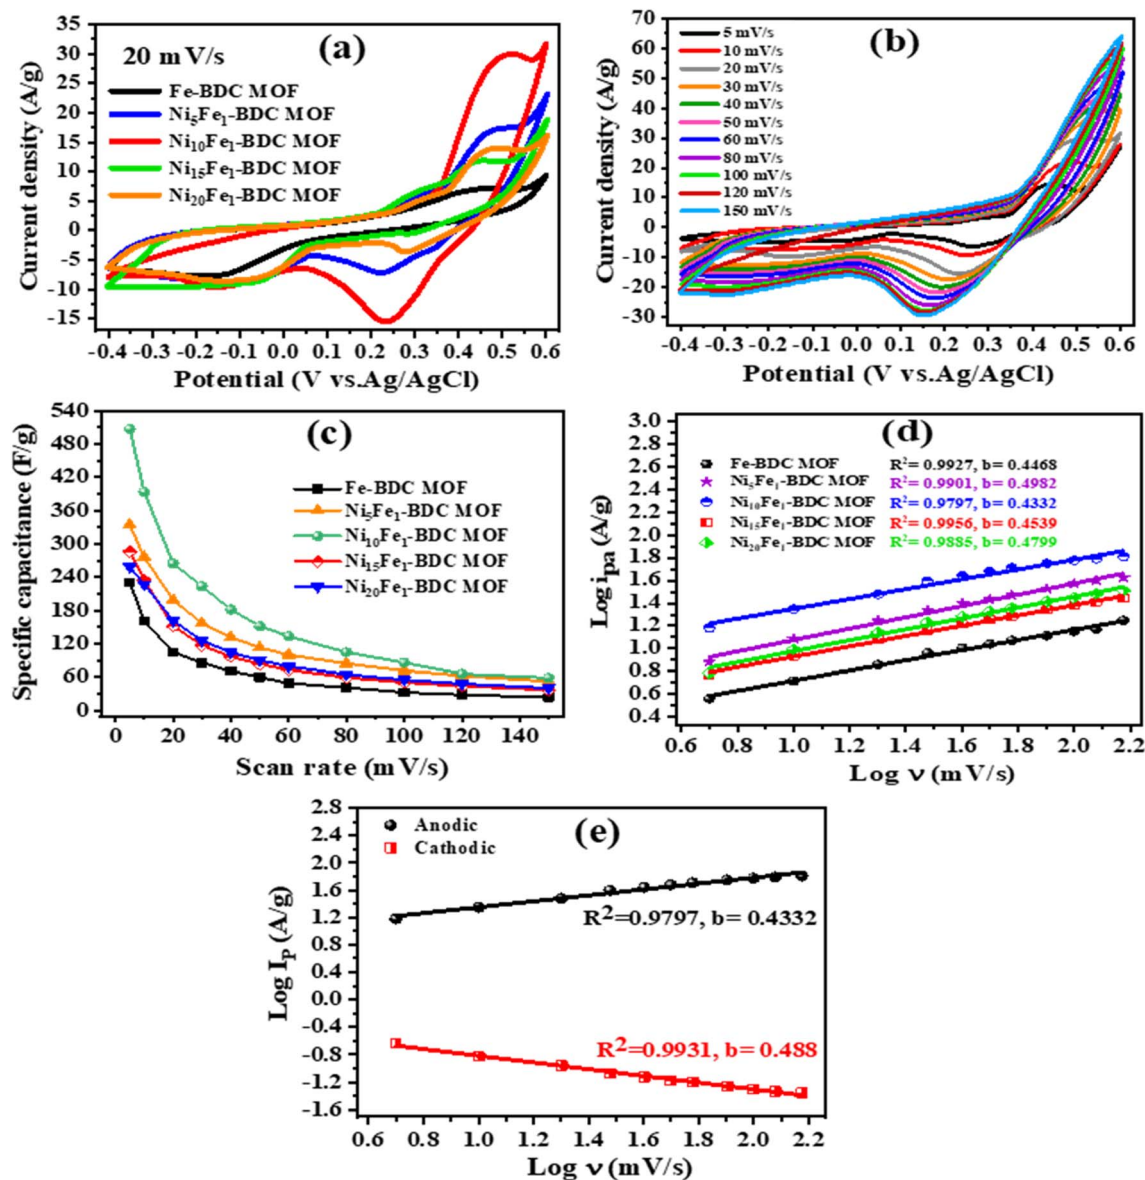 (a)
20 mV/s
Fe-BDC MOF
Ni₅Fe₁-BDC MOF
Ni₁₀Fe₁-BDC MOF
Ni₁₅Fe₁-BDC MOF
Ni₂₀Fe₁-BDC MOF
35
30
25
20
15
10
5
0
-5
-10
-15
Current density (A/g)
-0.4 -0.3 -0.2 -0.1 0.0 0.1 0.2 0.3 0.4 0.5 0.6
Potential (V vs.Ag/AgCl)
(b)
5 mV/s
10 mV/s
20 mV/s
30 mV/s
40 mV/s
50 mV/s
60 mV/s
80 mV/s
100 mV/s
120 mV/s
150 mV/s
70
60
50
40
30
20
10
0
-10
-20
-30
Current density (A/g)
-0.4 -0.3 -0.2 -0.1 0.0 0.1 0.2 0.3 0.4 0.5 0.6
Potential (V vs.Ag/AgCl)
(c)
Fe-BDC MOF
Ni₅Fe₁-BDC MOF
Ni₁₀Fe₁-BDC MOF
Ni₁₅Fe₁-BDC MOF
Ni₂₀Fe₁-BDC MOF
540
480
420
360
300
240
180
120
60
0
Specific capacitance (F/g)
0 20 40 60 80 100 120 140
Scan rate (mV/s)
(d)
Fe-BDC MOF R²= 0.9927, b= 0.4468
Ni₅Fe₁-BDC MOF R²= 0.9901, b= 0.4982
Ni₁₀Fe₁-BDC MOF R²= 0.9797, b= 0.4332
Ni₁₅Fe₁-BDC MOF R²= 0.9956, b= 0.4539
Ni₂₀Fe₁-BDC MOF R²= 0.9885, b= 0.4799
3.0
2.8
2.6
2.4
2.2
2.0
1.8
1.6
1.4
1.2
1.0
0.8
0.6
0.4
Log iₚₐ (A/g)
0.6 0.8 1.0 1.2 1.4 1.6 1.8 2.0 2.2
Log ν (mV/s)
(e)
Anodic
Cathodic
R²=0.9797, b= 0.4332
R²=0.9931, b= 0.488
2.8
2.4
2.0
1.6
1.2
0.8
0.4
0.0
-0.4
-0.8
-1.2
-1.6
Log Iₚ (A/g)
0.6 0.8 1.0 1.2 1.4 1.6 1.8 2.0 2.2
Log ν (mV/s)